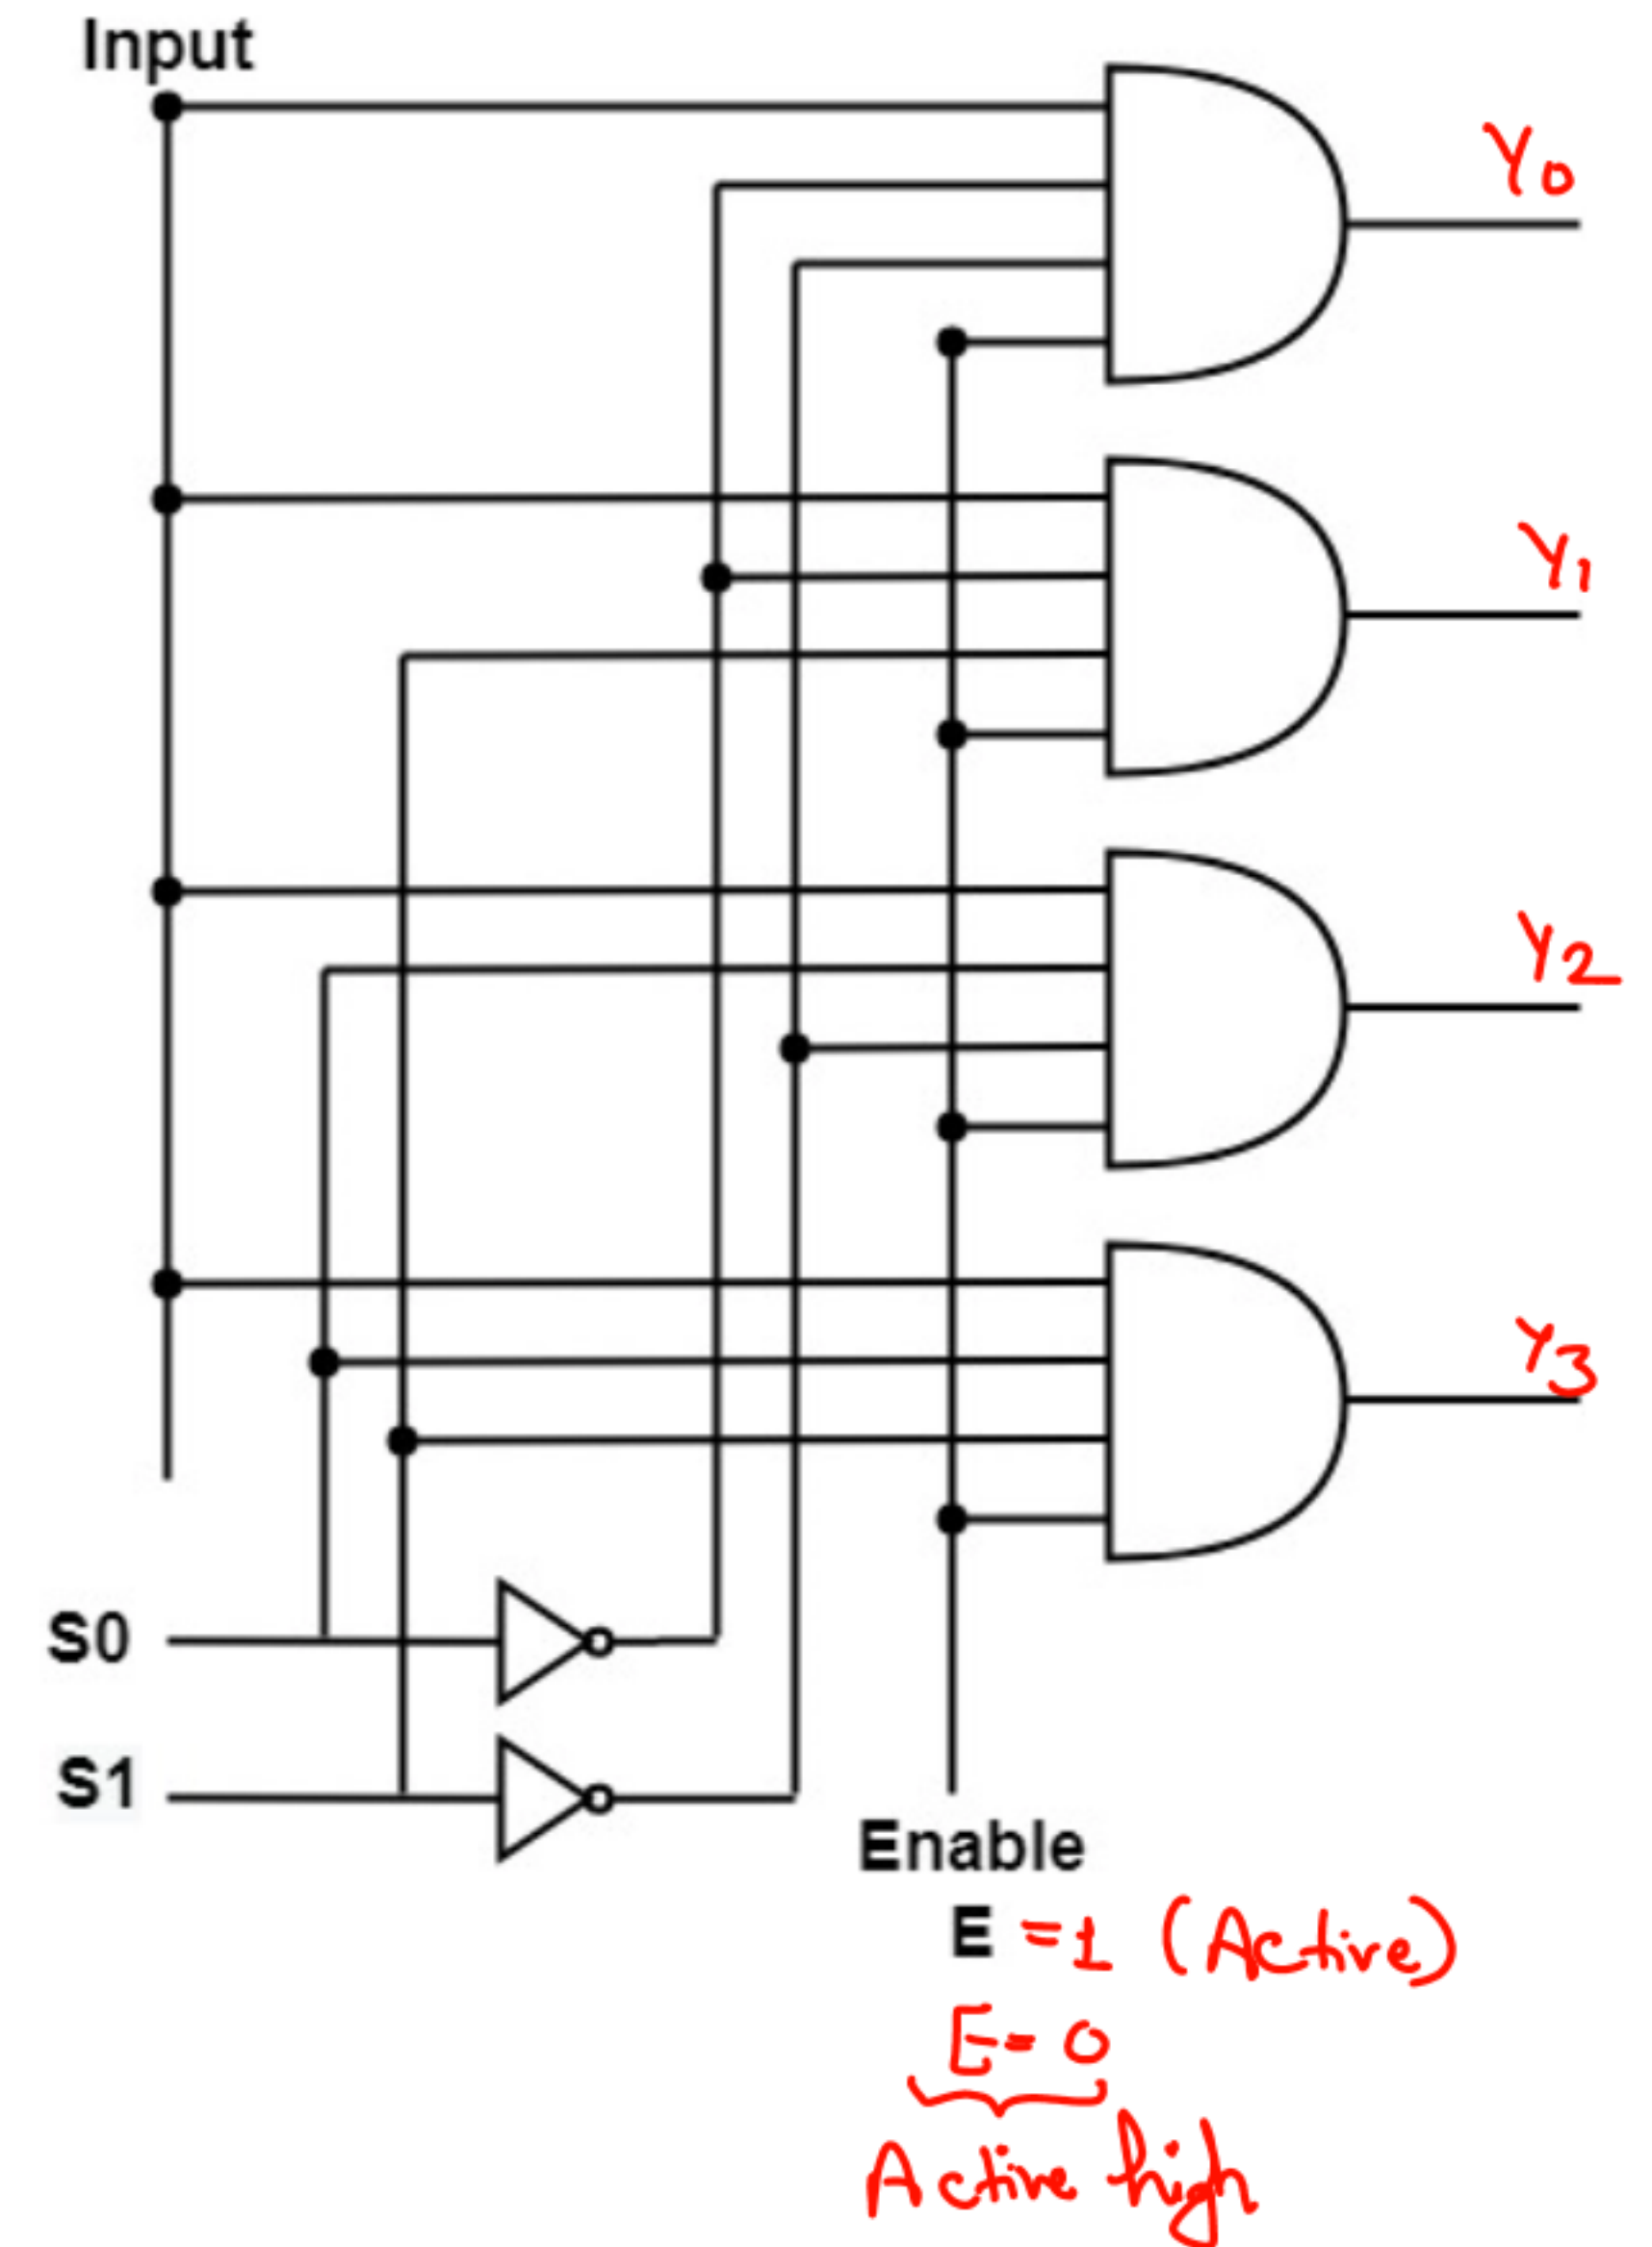 Input
Y0
Y1
Y2
Y3
S0
S1
Enable
E = 1 (Active)
E = 0
Active high